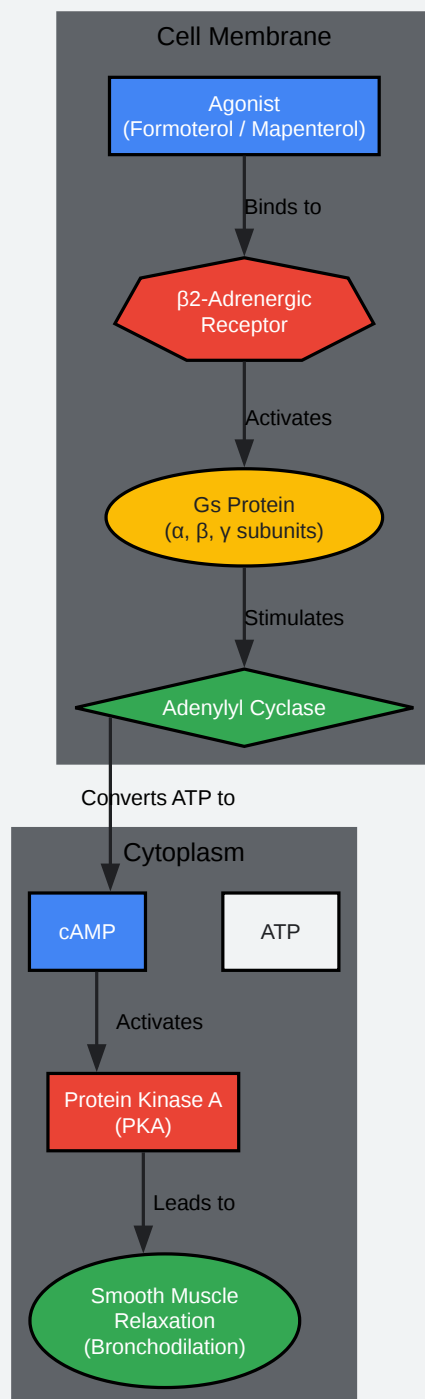 Cell Membrane
Agonist
(Formoterol / Mapenterol)
Binds to
β2-Adrenergic
Receptor
Activates
Gs Protein
(α, β, γ subunits)
Stimulates
Adenylyl Cyclase
Converts ATP to
Cytoplasm
cAMP
ATP
Activates
Protein Kinase A
(PKA)
Leads to
Smooth Muscle
Relaxation
(Bronchodilation)